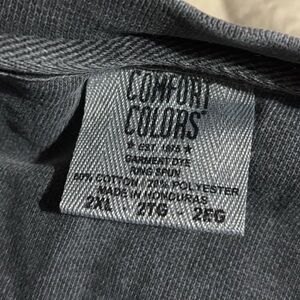 COMFORT
COLORS
★ EST. 1975 ★
GARMENT DYE
RING SPUN
80% COTTON 20% POLYESTER
MADE IN HONDURAS
2XL 2TG - 2EG